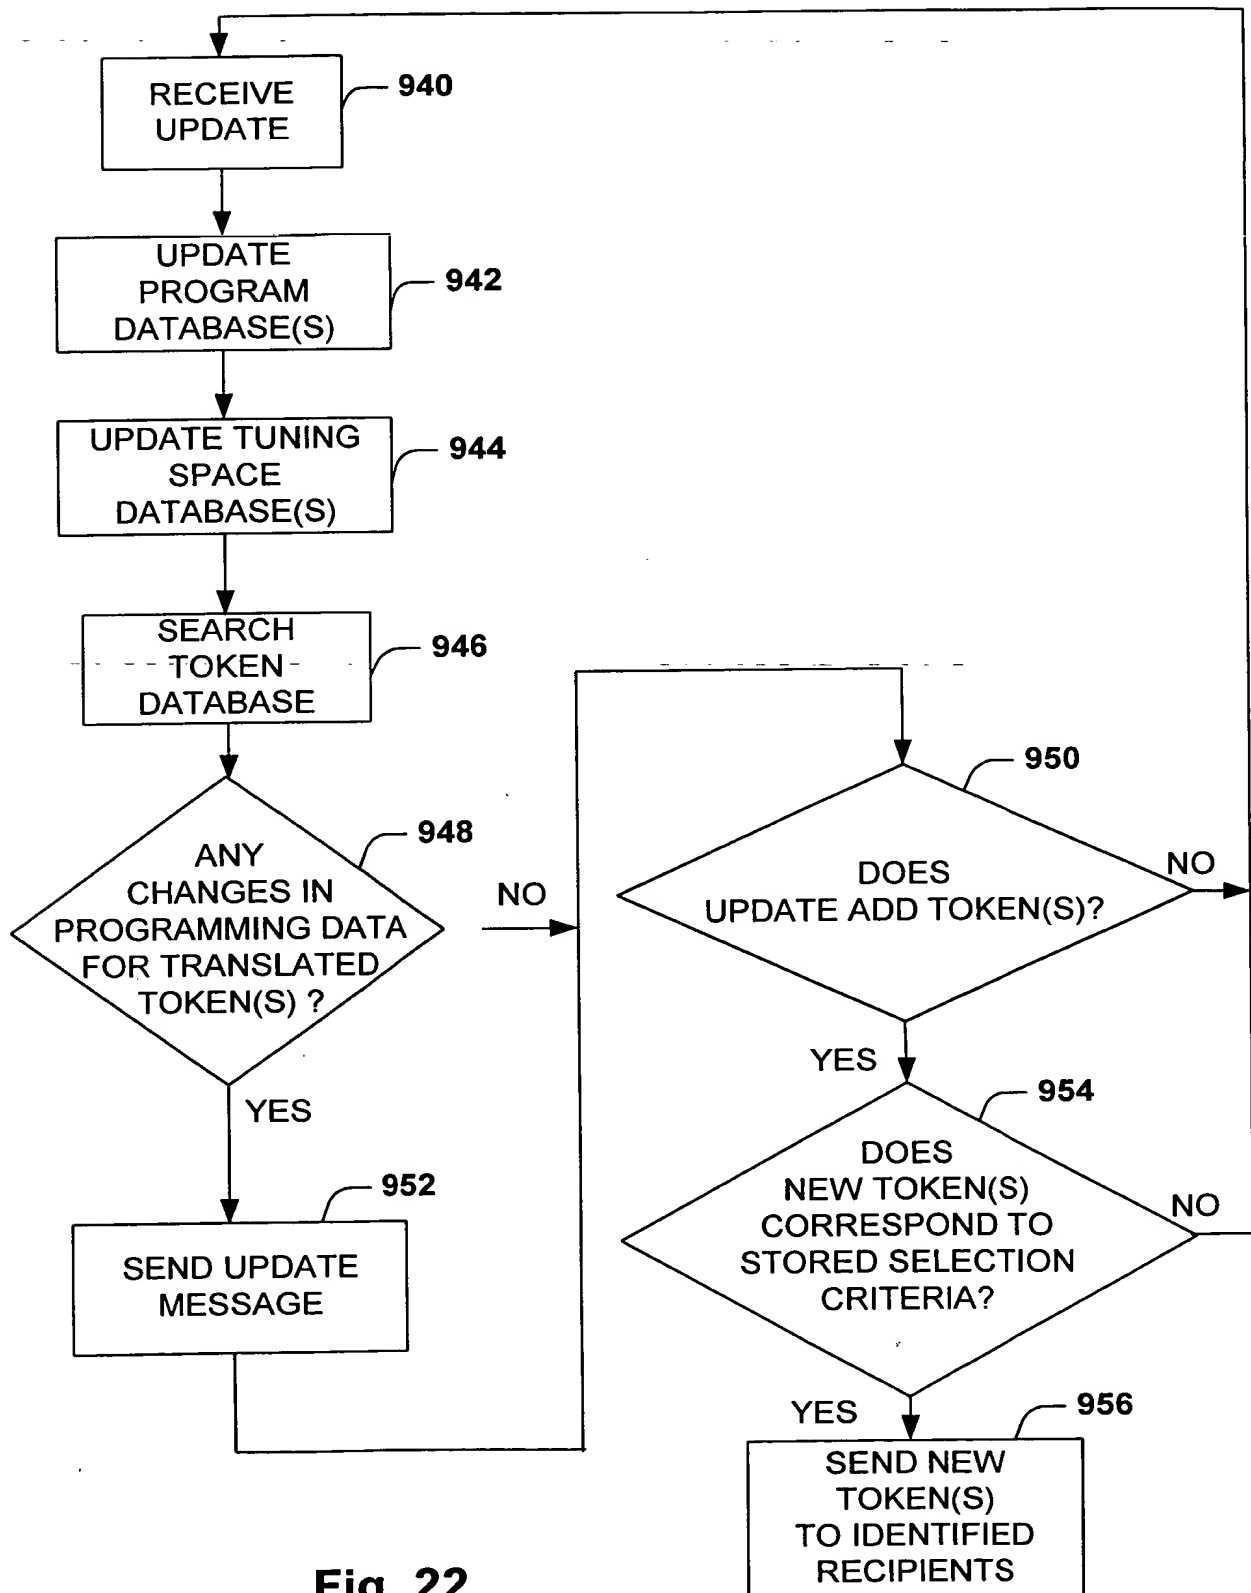 RECEIVE
UPDATE
940
UPDATE
PROGRAM
DATABASE(S)
942
UPDATE TUNING
SPACE
DATABASE(S)
944
SEARCH
TOKEN
DATABASE
946
ANY
CHANGES IN
PROGRAMMING DATA
FOR TRANSLATED
TOKEN(S) ?
948
NO
YES
SEND UPDATE
MESSAGE
952
DOES
UPDATE ADD TOKEN(S)?
950
NO
YES
DOES
NEW TOKEN(S)
CORRESPOND TO
STORED SELECTION
CRITERIA?
954
NO
YES
SEND NEW
TOKEN(S)
TO IDENTIFIED
RECIPIENTS
956
Fig. 22